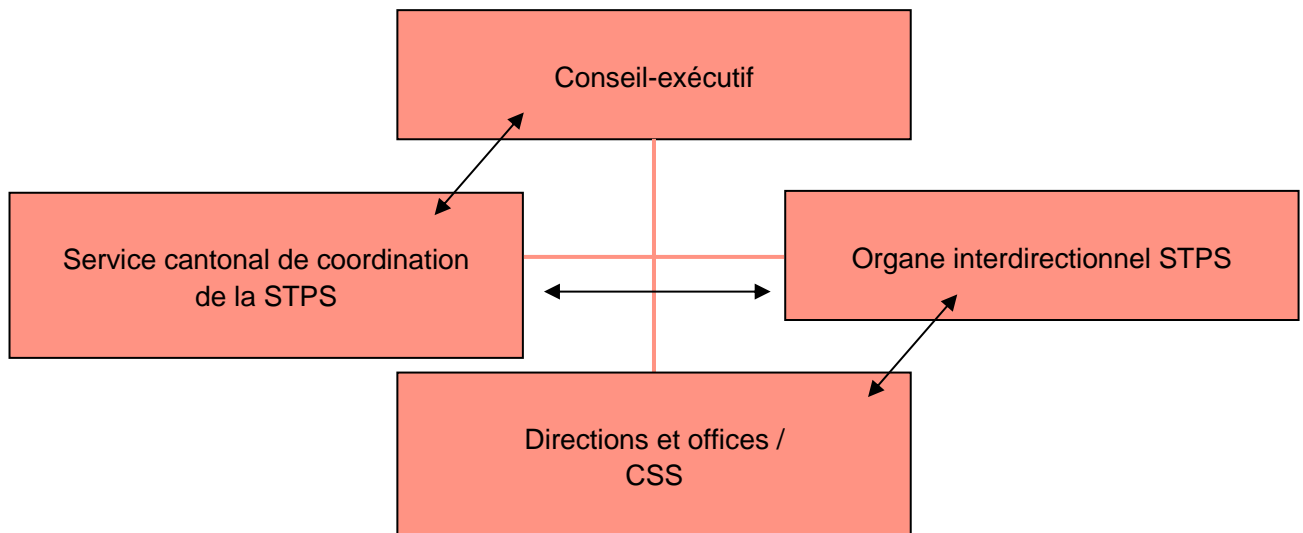 Conseil-exécutif
Service cantonal de coordination
de la STPS
Organe interdirectionnel STPS
Directions et offices /
CSS